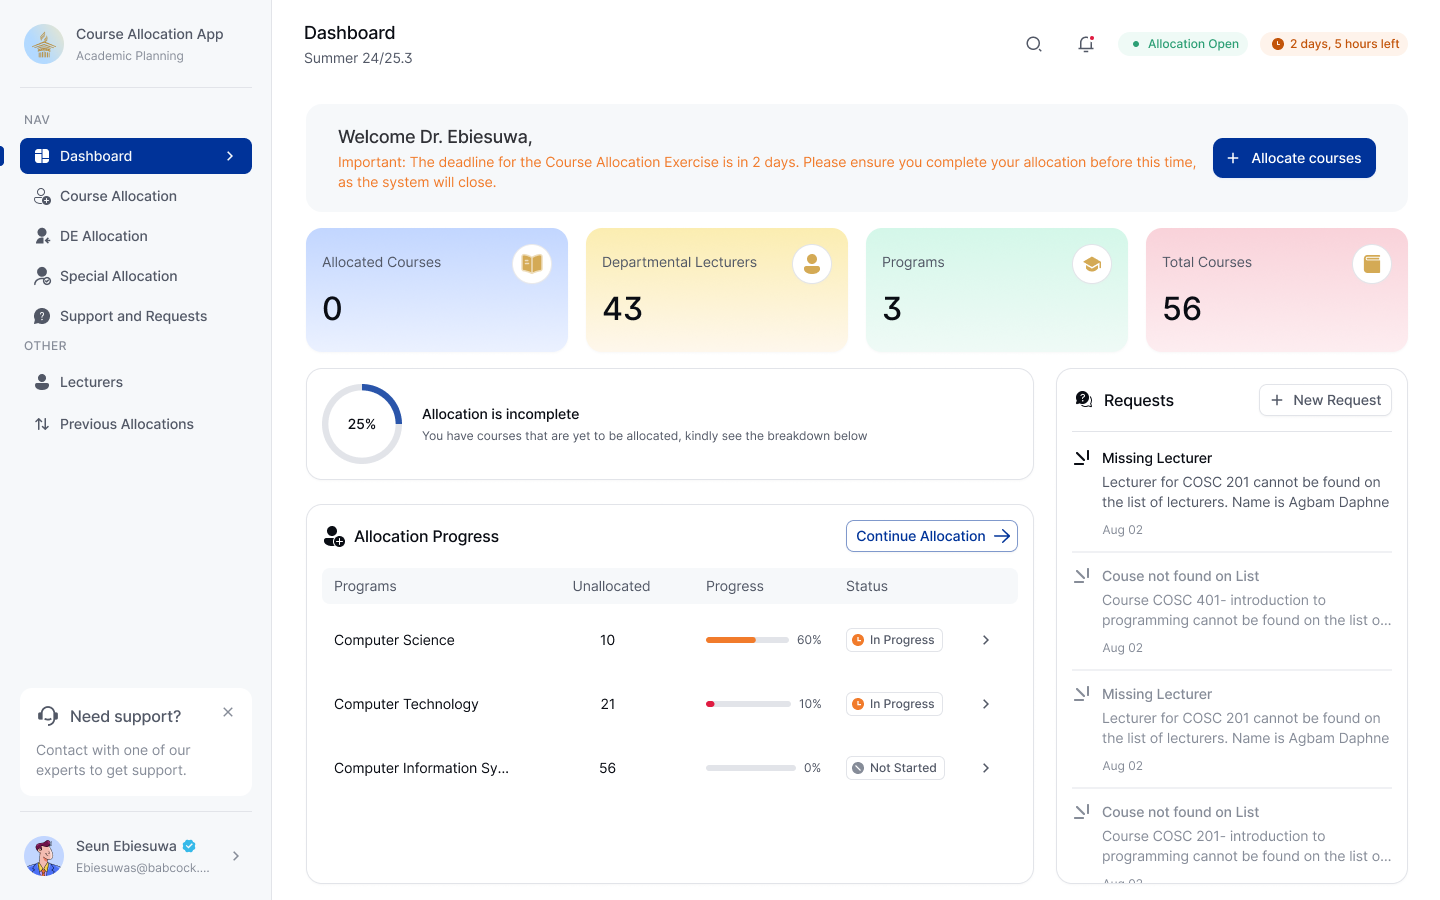 Course Allocation App
Academic Planning
NAV
Dashboard
Course Allocation
DE Allocation
Special Allocation
Support and Requests
OTHER
Lecturers
Previous Allocations
Need support?
Contact with one of our
experts to get support.
Seun Ebiesuwa
Ebiesuwas@babcock....
Dashboard
Summer 24/25.3
Allocation Open
2 days, 5 hours left
Welcome Dr. Ebiesuwa,
Important: The deadline for the Course Allocation Exercise is in 2 days. Please ensure you complete your allocation before this time,
as the system will close.
Allocate courses
Allocated Courses
0
Departmental Lecturers
43
Programs
3
Total Courses
56
25%
Allocation is incomplete
You have courses that are yet to be allocated, kindly see the breakdown below
Allocation Progress
Continue Allocation
Programs Unallocated Progress Status
Computer Science 10 60% In Progress
Computer Technology 21 10% In Progress
Computer Information Sy... 56 0% Not Started
Requests
New Request
Missing Lecturer
Lecturer for COSC 201 cannot be found on
the list of lecturers. Name is Agbam Daphne
Aug 02
Couse not found on List
Course COSC 401- introduction to
programming cannot be found on the list o...
Aug 02
Missing Lecturer
Lecturer for COSC 201 cannot be found on
the list of lecturers. Name is Agbam Daphne
Aug 02
Couse not found on List
Course COSC 201- introduction to
programming cannot be found on the list o...
Aug 02